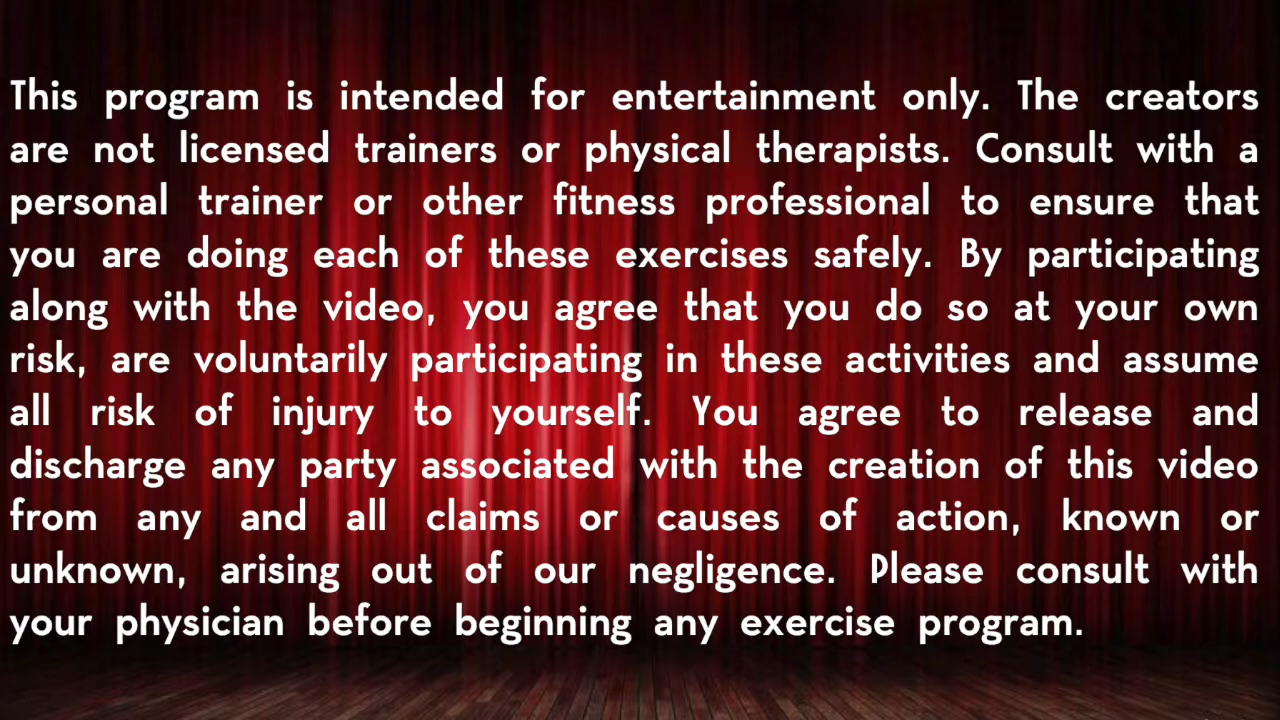 This program is intended for entertainment only. The creators
are not licensed trainers or physical therapists. Consult with a
personal trainer or other fitness professional to ensure that
you are doing each of these exercises safely. By participating
along with the video, you agree that you do so at your own
risk, are voluntarily participating in these activities and assume
all risk of injury to yourself. You agree to release and
discharge any party associated with the creation of this video
from any and all claims or causes of action, known or
unknown, arising out of our negligence. Please consult with
your physician before beginning any exercise program.